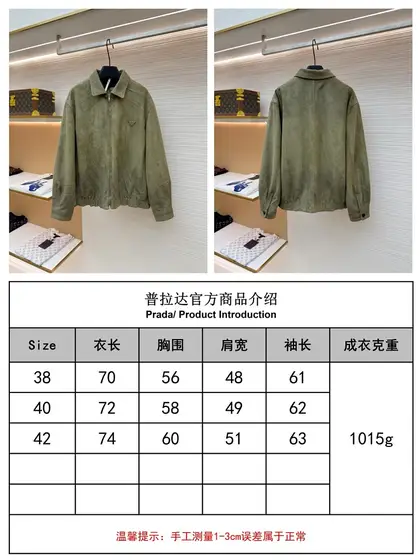 普拉达官方商品介绍
Prada/ Product Introduction
Size 衣长 胸围 肩宽 袖长 成衣克重
38 70 56 48 61
40 72 58 49 62
42 74 60 51 63
1015g
温馨提示: 手工测量1-3cm误差属于正常